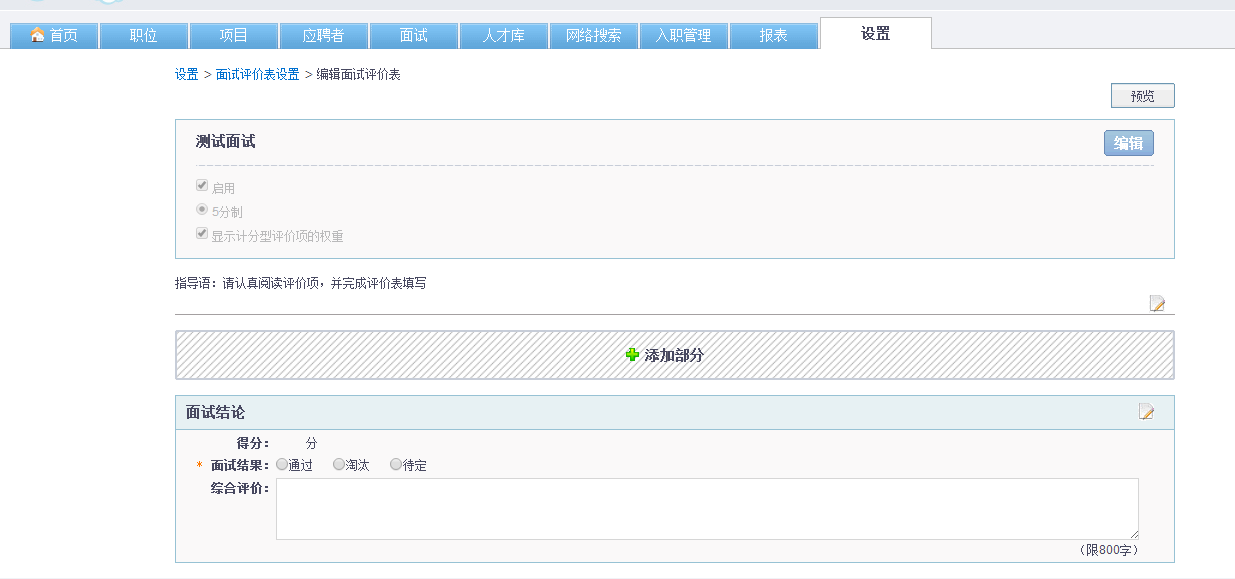 首页 职位 项目 应聘者 面试 人才库 网络搜索 入职管理 报表 设置
设置 > 面试评价表设置 > 编辑面试评价表
预览
测试面试 编辑
启用
5分制
显示计分型评价项的权重
指导语：请认真阅读评价项，并完成评价表填写
添加部分
面试结论
得分： 分
* 面试结果： 通过 淘汰 待定
综合评价：
（限800字）